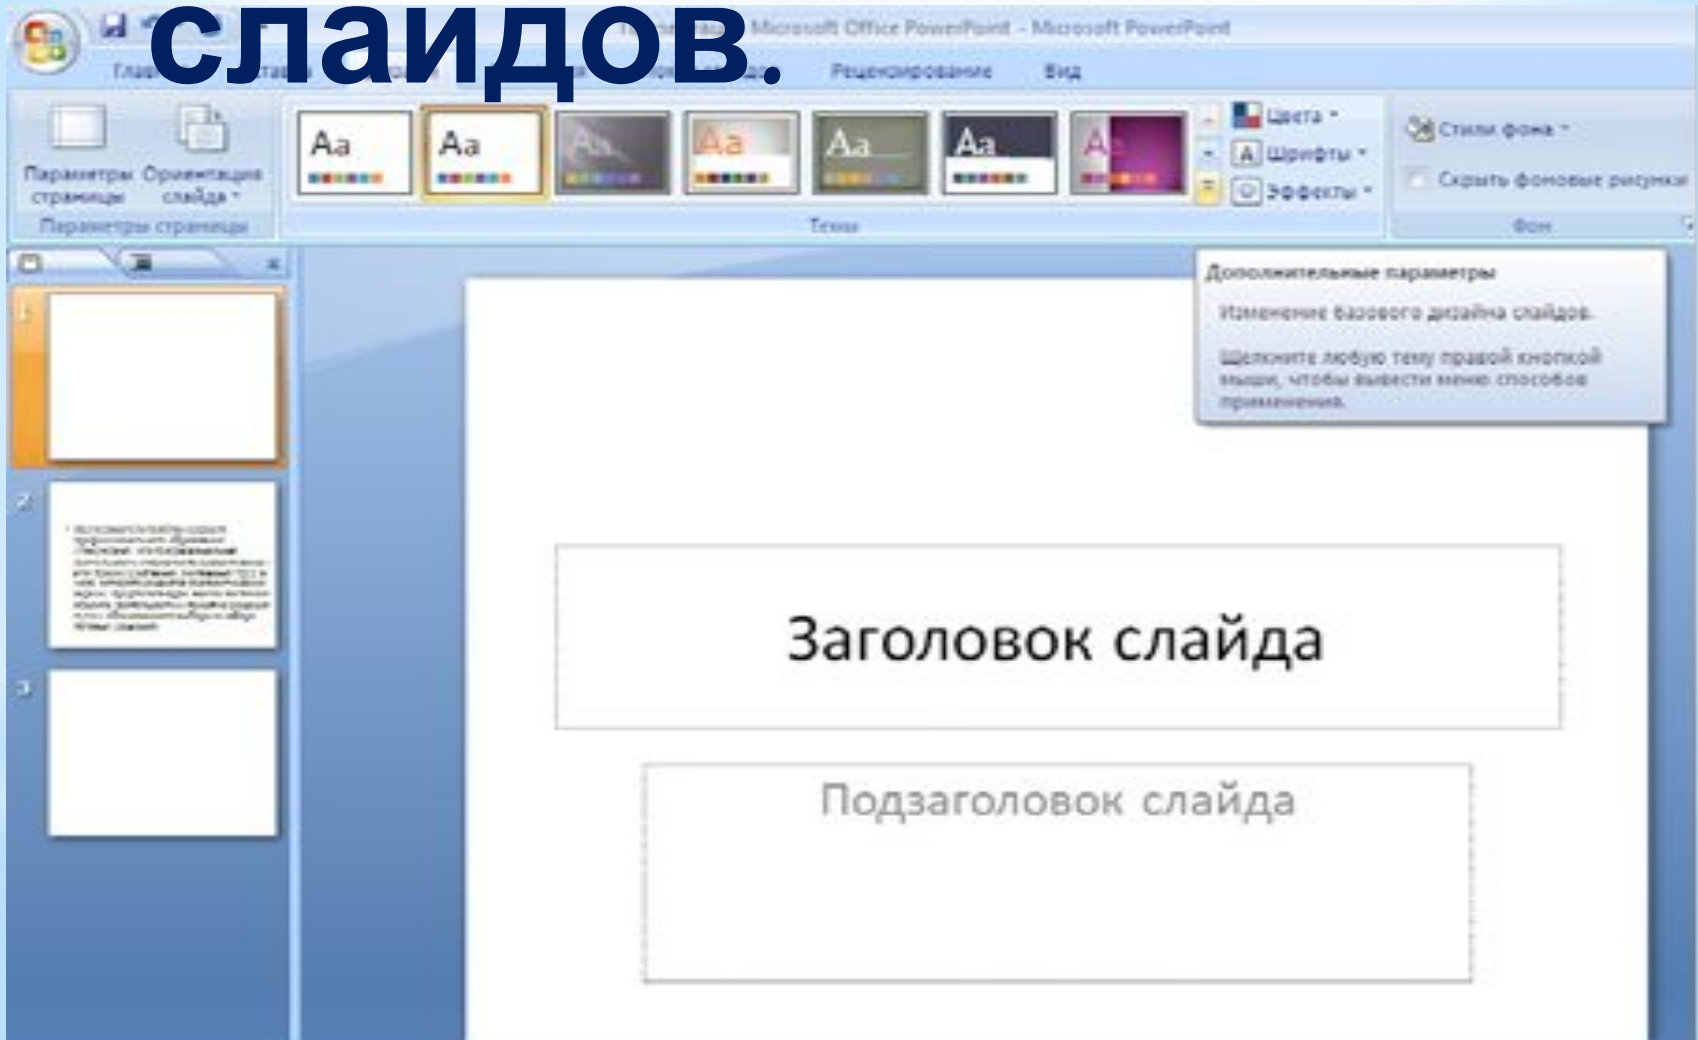 слайдов.
Microsoft Office PowerPoint - Microsoft PowerPoint
Рецензирование Вид
Aa Aa Aa Aa Aa Aa A
Параметры страницы
Ориентация слайда
Цвета
Шрифты
Эффекты
Стили фона
Скрыть фоновые рисунки
Параметры страницы Темы Фон
Дополнительные параметры
Изменение базового дизайна слайдов.
Щелкните любую тему правой кнопкой
мыши, чтобы вывести меню способов
применения.
1
2
3
Заголовок слайда
Подзаголовок слайда